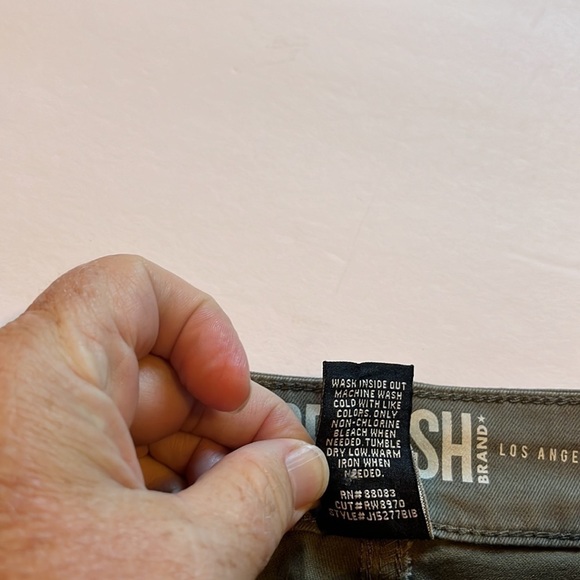 WASH INSIDE OUT
MACHINE WASH
COLD WITH LIKE
COLORS. ONLY
NON-CHLORINE
BLEACH WHEN
NEEDED. TUMBLE
DRY LOW. WARM
IRON WHEN
NEEDED.
RN# 88083
CUT# RW8970
STYLE# J15277B1B
SH
BRAND★
LOS ANGE